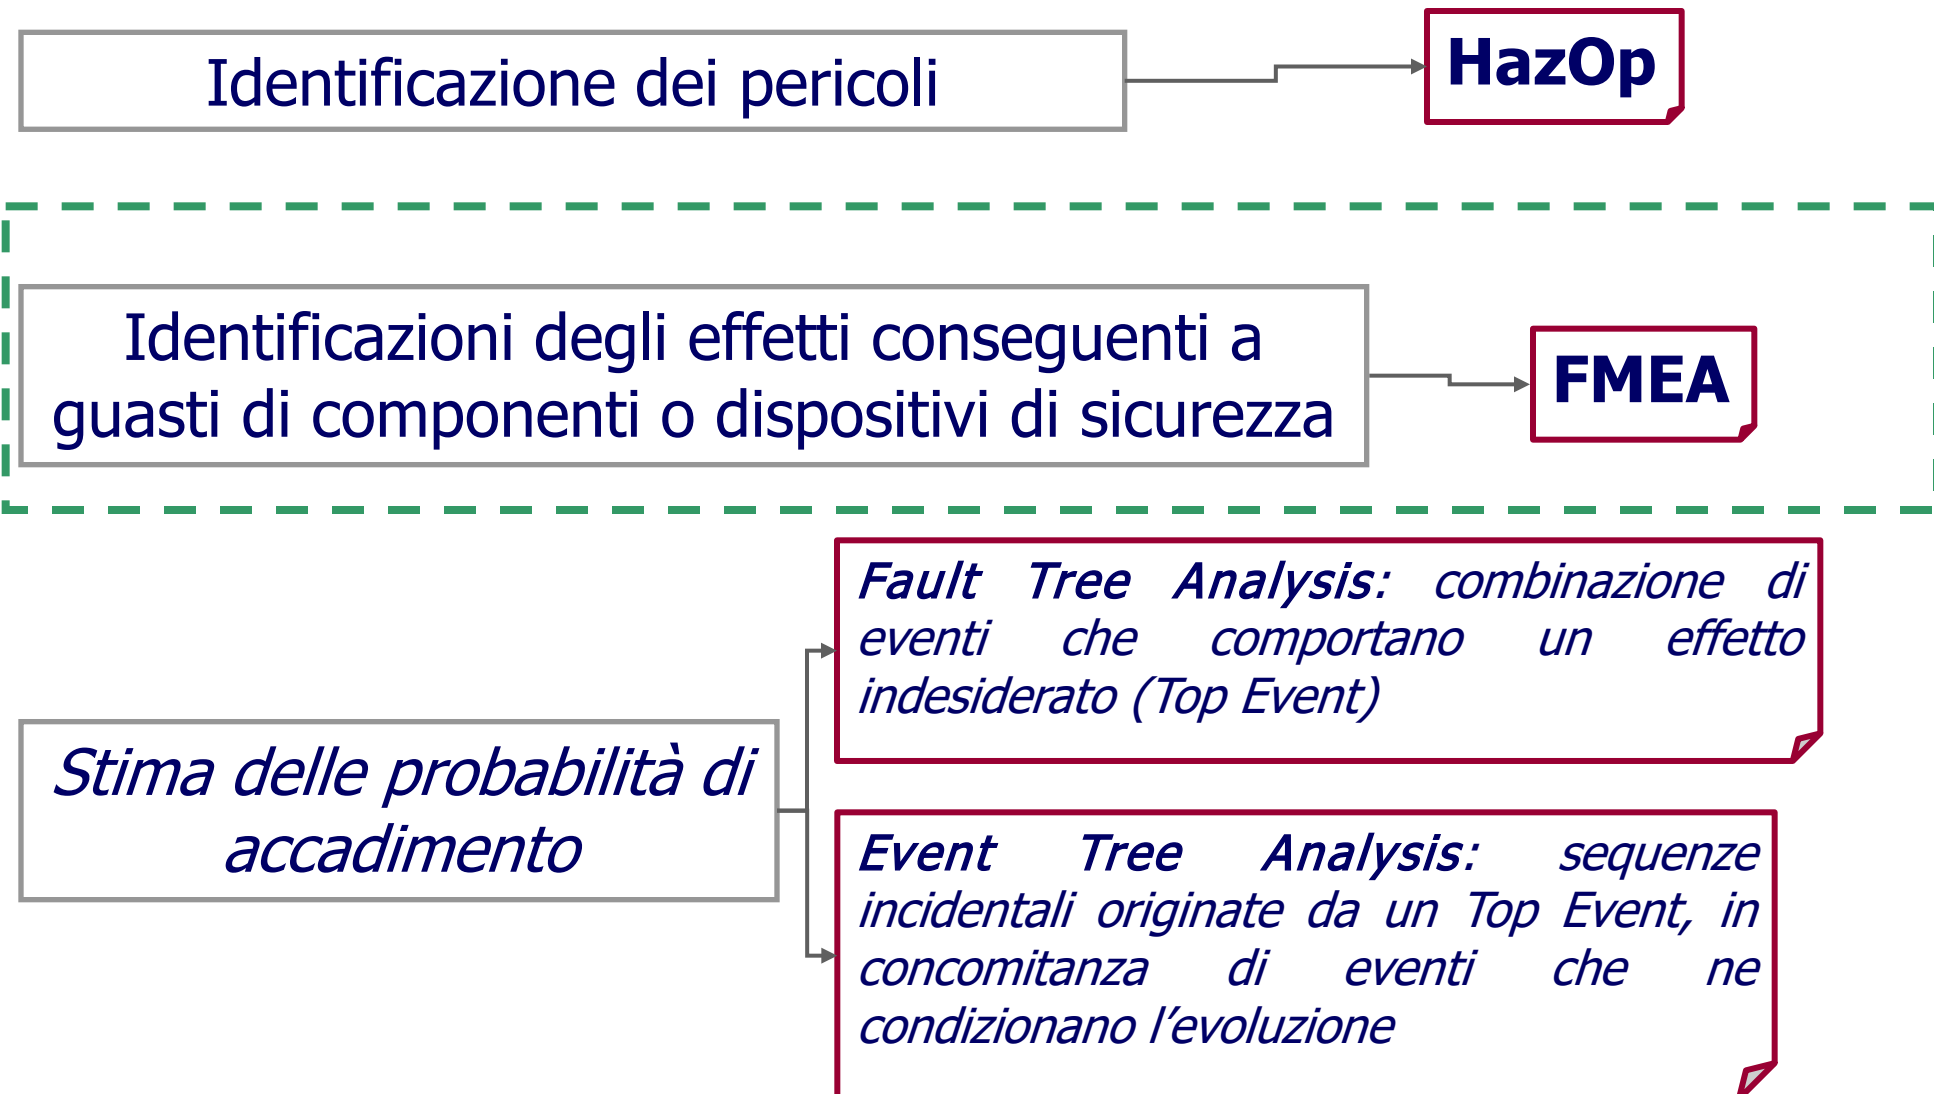 Identificazione dei pericoli
HazOp
Identificazioni degli effetti conseguenti a
guasti di componenti o dispositivi di sicurezza
FMEA
Stima delle probabilità di
accadimento
Fault Tree Analysis: combinazione di
eventi che comportano un effetto
indesiderato (Top Event)
Event Tree Analysis: sequenze
incidentali originate da un Top Event, in
concomitanza di eventi che ne
condizionano l’evoluzione